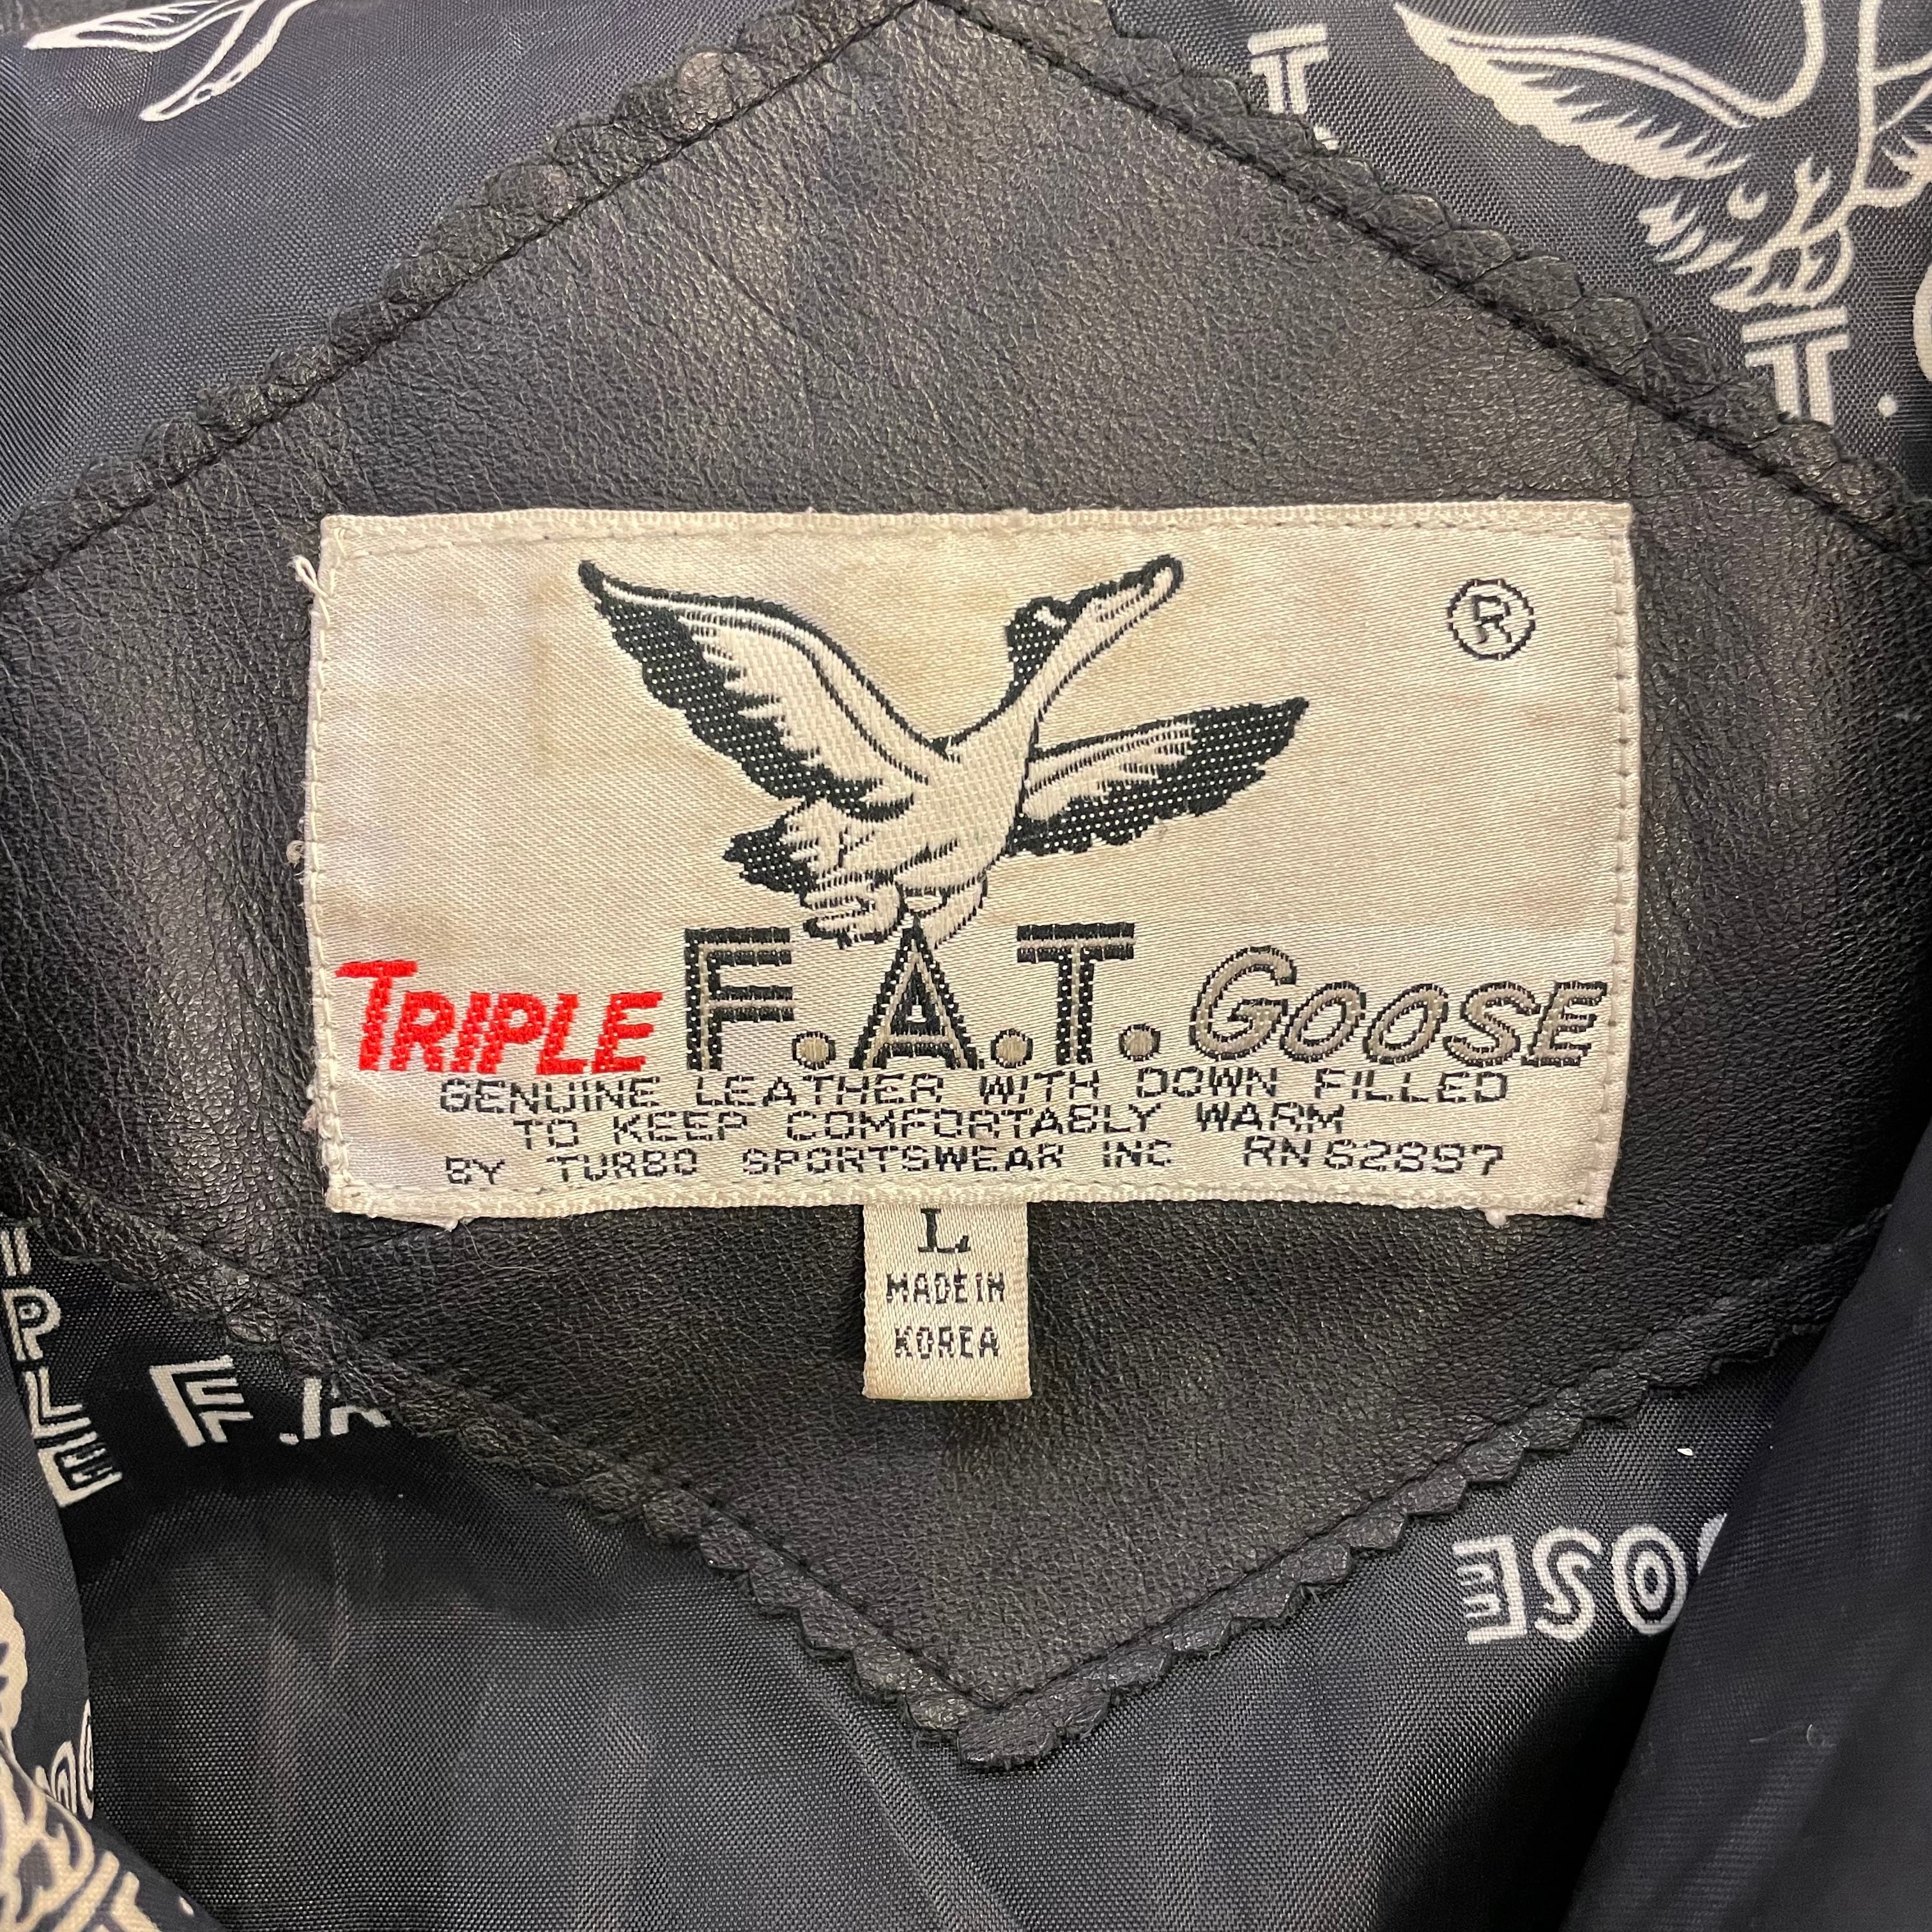 ®
TRIPLE F.A.T. GOOSE
GENUINE LEATHER WITH DOWN FILLED
TO KEEP COMFORTABLY WARM
BY TURBO SPORTSWEAR INC RN62897
L
MADE IN
KOREA